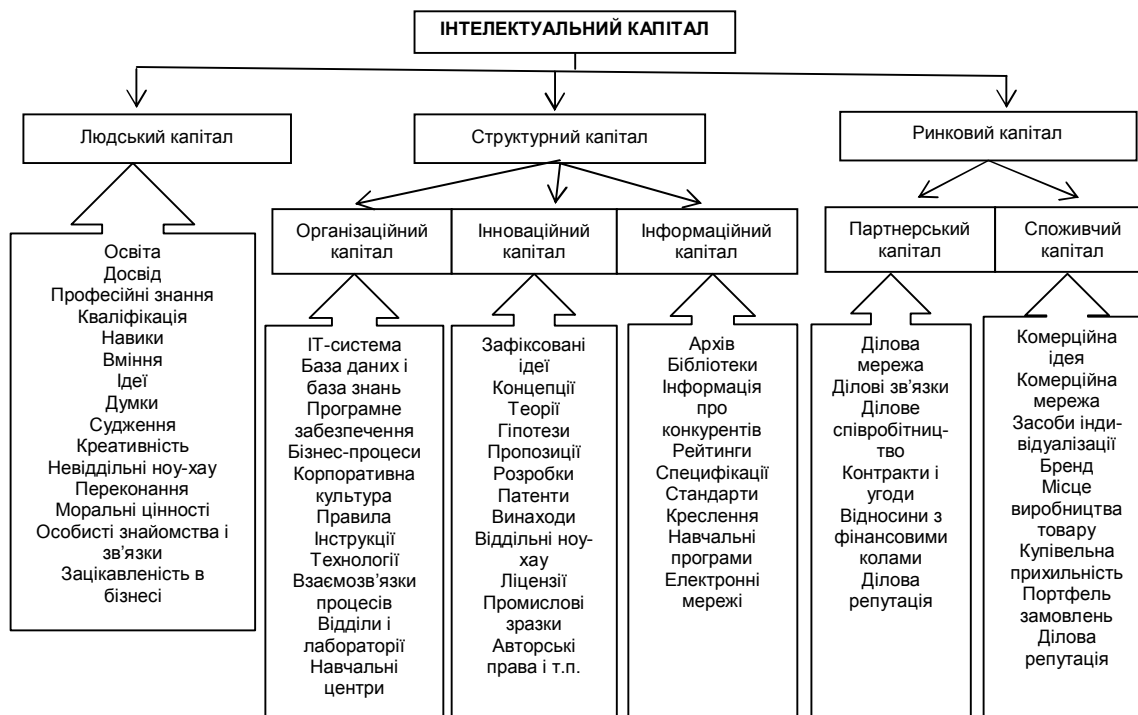 ІНТЕЛЕКТУАЛЬНИЙ КАПІТАЛ
Людський капітал
Структурний капітал
Ринковий капітал
Організаційний
капітал
Інноваційний
капітал
Інформаційний
капітал
Партнерський
капітал
Споживчий
капітал
Освіта
Досвід
Професійні знання
Кваліфікація
Навики
Вміння
Ідеї
Думки
Судження
Креативність
Невіддільні ноу-хау
Переконання
Моральні цінності
Особисті знайомства і
зв’язки
Зацікавленість в
бізнесі
ІТ-система
База даних і
база знань
Програмне
забезпечення
Бізнес-процеси
Корпоративна
культура
Правила
Інструкції
Технології
Взаємозв’язки
процесів
Відділи і
лабораторії
Навчальні
центри
Зафіксовані
ідеї
Концепції
Теорії
Гіпотези
Пропозиції
Розробки
Патенти
Винаходи
Віддільні ноу-
хау
Ліцензії
Промислові
зразки
Авторські
права і т.п.
Архів
Бібліотеки
Інформація
про
конкурентів
Рейтинги
Специфікації
Стандарти
Креслення
Навчальні
програми
Електронні
мережі
Ділова
мережа
Ділові зв’язки
Ділове
співробітниц-
тво
Контракти і
угоди
Відносини з
фінансовими
колами
Ділова
репутація
Комерційна
ідея
Комерційна
мережа
Засоби інди-
відуалізації
Бренд
Місце
виробництва
товару
Купівельна
прихильність
Портфель
замовлень
Ділова
репутація